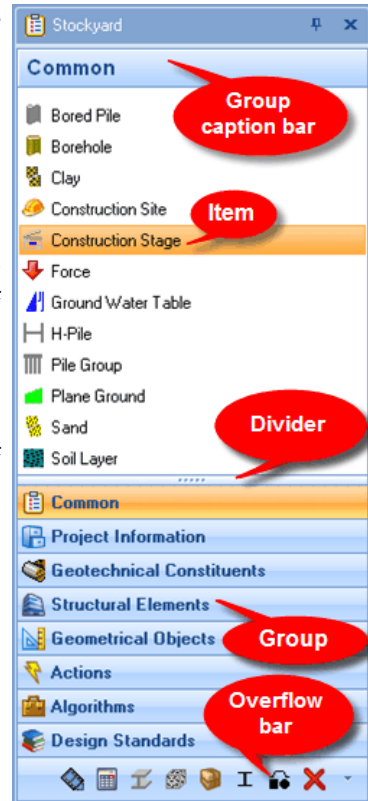 Stockyard
Common
Group
caption bar
Bored Pile
Borehole
Clay
Construction Site
Item
Construction Stage
Force
Ground Water Table
H-Pile
Pile Group
Plane Ground
Sand
Divider
Soil Layer
Common
Project Information
Geotechnical Constituents
Structural Elements
Geometrical Objects
Group
Actions
Overflow
bar
Algorithms
Design Standards